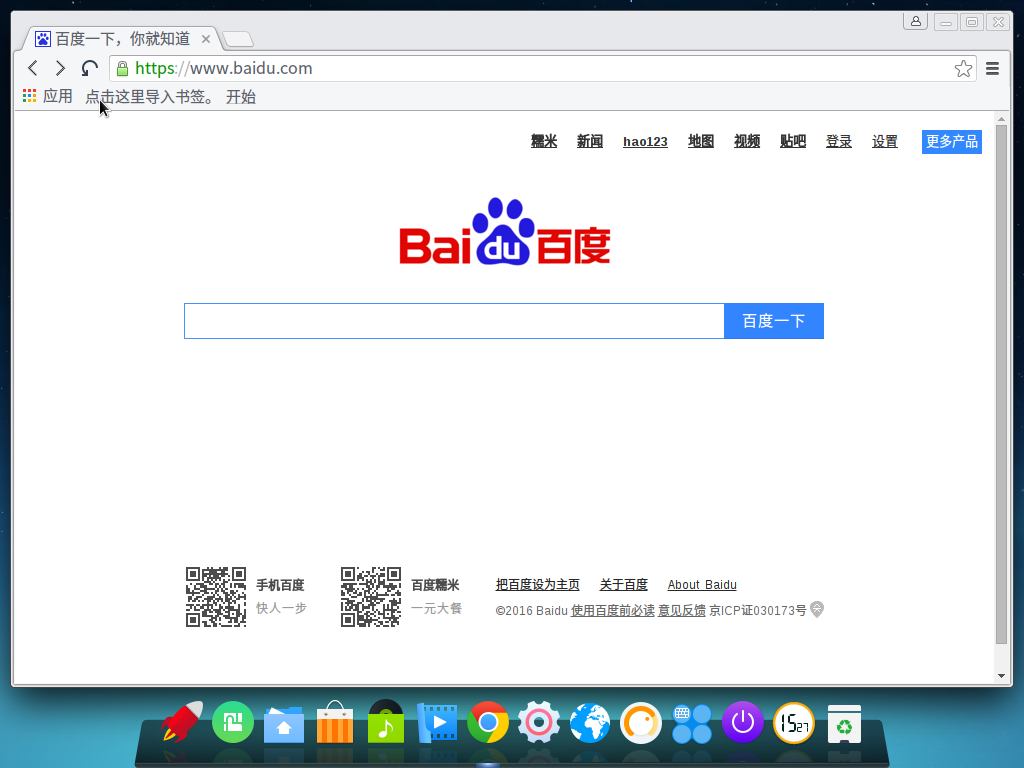 百度一下，你就知道
https://www.baidu.com
应用 点击这里导入书签。 开始
糯米 新闻 hao123 地图 视频 贴吧 登录 设置 更多产品
Bai du 百度
百度一下
手机百度
快人一步
百度糯米
一元大餐
把百度设为主页 关于百度 About Baidu
©2016 Baidu 使用百度前必读 意见反馈 京ICP证030173号
1527